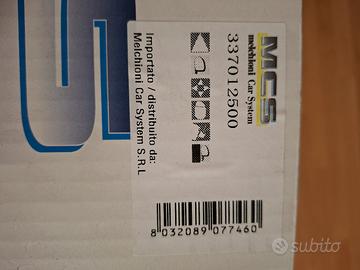 MCS
melchioni Car System
337012500
Importato / distribuito da:
Melchioni Car System S.R.L
8 032089 077460
subito